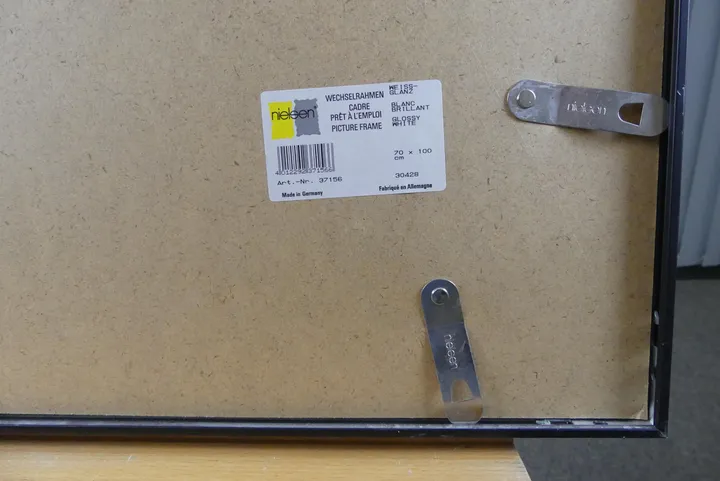 nielsen
WECHSELRAHMEN
CADRE
PRÊT À L'EMPLOI
PICTURE FRAME
WEISS-
GLANZ
BLANC
BRILLANT
GLOSSY
WHITE
4012292371568
70 x 100
cm
Art.-Nr. 37156
30428
Made in Germany
Fabriqué en Allemagne
nielsen
nielsen